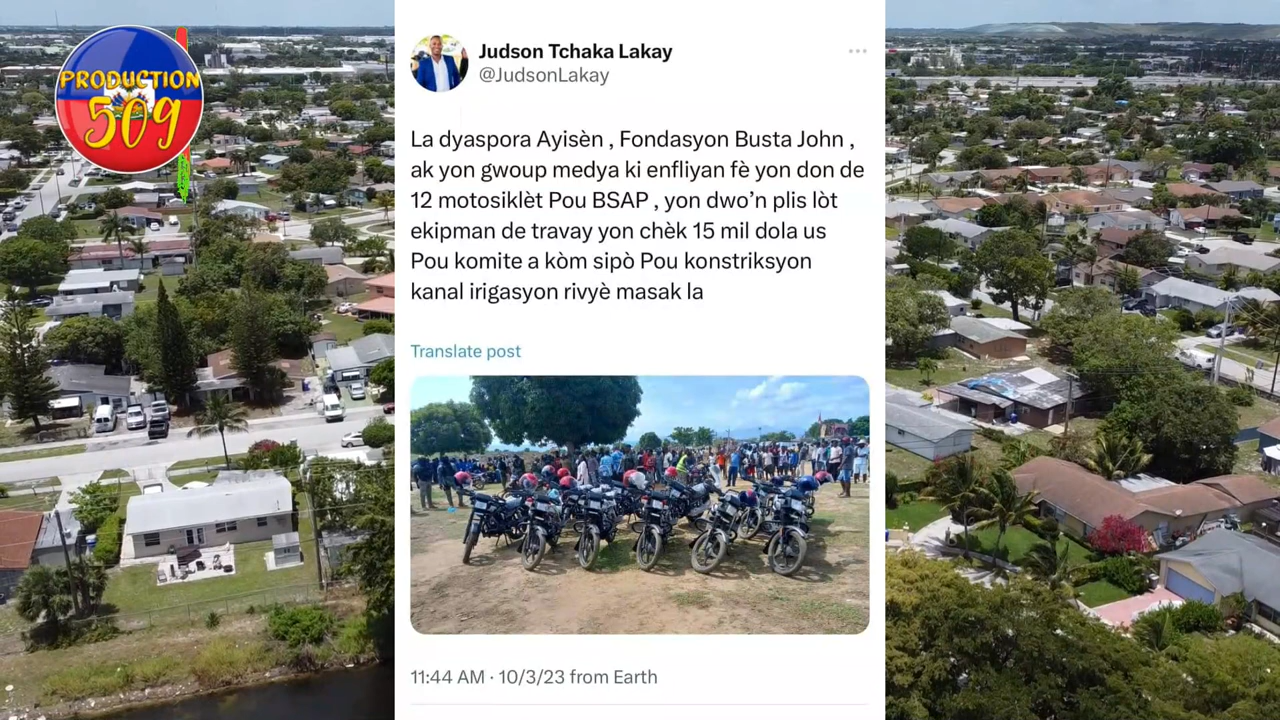 PRODUCTION
509
Judson Tchaka Lakay
@JudsonLakay
La dyaspora Ayisèn , Fondasyon Busta John ,
ak yon gwoup medya ki enfliyan fè yon don de
12 motosiklèt Pou BSAP , yon dwo’n plis lòt
ekipman de travay yon chèk 15 mil dola us
Pou komite a kòm sipò Pou konstriksyon
kanal irigasyon rivyè masak la
Translate post
11:44 AM · 10/3/23 from Earth